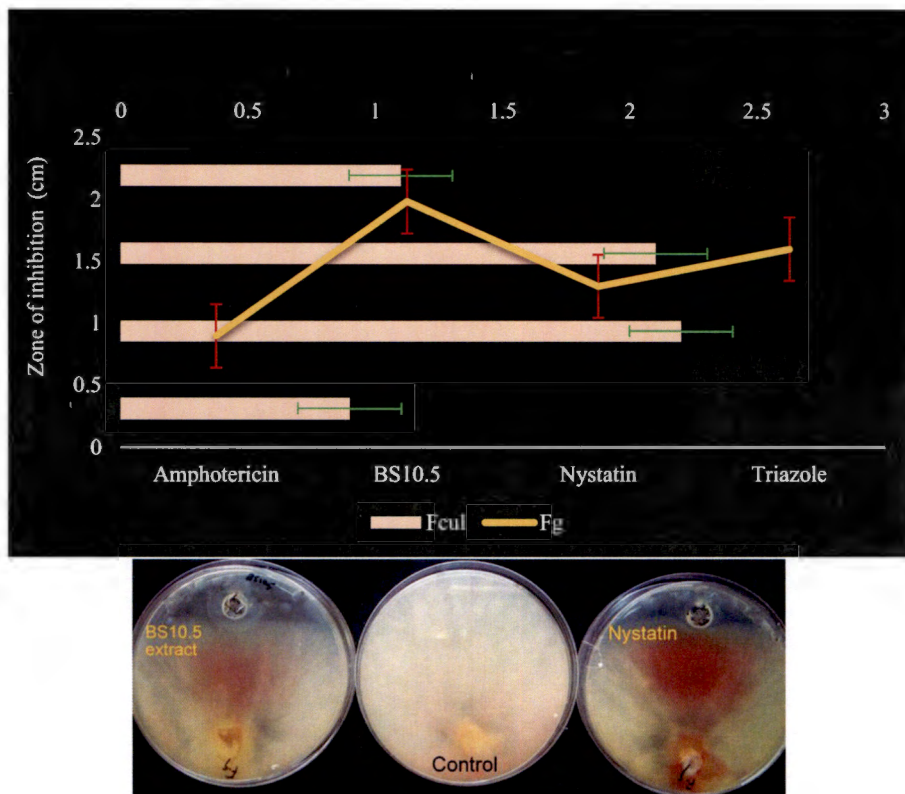 0 0.5 1 1.5 2 2.5 3
2.5
2
1.5
1
0.5
0
Zone of inhibition (cm)
Amphotericin BS10.5 Nystatin Triazole
Fcul Fg
BS10.5
extract
Control
Nystatin